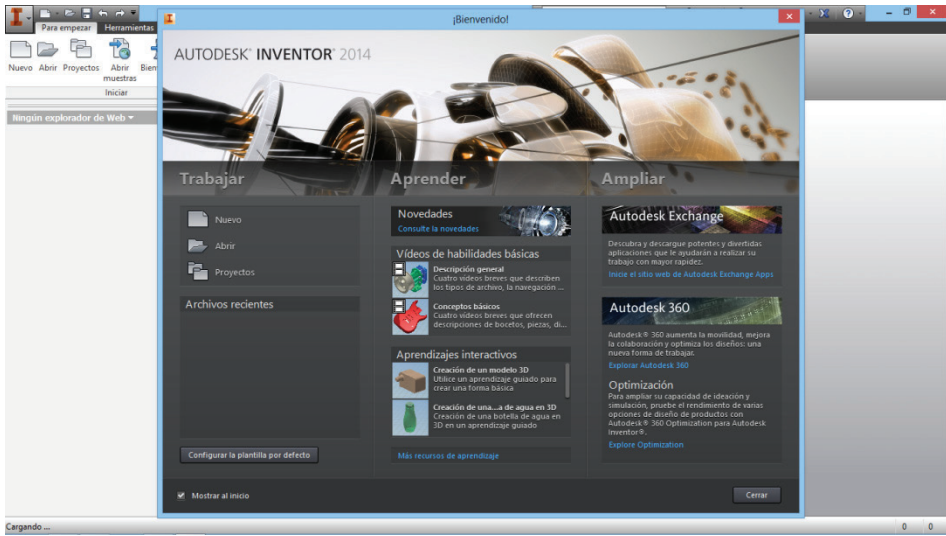 ¡Bienvenido!
Para empezar Herramientas
Nuevo Abrir Proyectos Abrir muestras
Iniciar
Ningún explorador de Web
AUTODESK® INVENTOR® 2014
Trabajar
Nuevo
Abrir
Proyectos
Archivos recientes
Configurar la plantilla por defecto
Mostrar al inicio
Aprender
Novedades
Consulte la novedades
Vídeos de habilidades básicas
Descripción general
Cuatro vídeos breves que describen
los tipos de archivo, la navegación ...
Conceptos básicos
Cuatro vídeos breves que ofrecen
descripciones de bocetos, piezas, di...
Aprendizajes interactivos
Creación de un modelo 3D
Utilice un aprendizaje guiado para
crear una forma básica
Creación de una...a de agua en 3D
Creación de una botella de agua en
3D en un aprendizaje guiado
Más recursos de aprendizaje
Ampliar
Autodesk Exchange
Descubra y descargue potentes y divertidas
aplicaciones que le ayudarán a realizar su
trabajo con mayor rapidez.
Inicie el sitio web de Autodesk Exchange Apps
Autodesk 360
Autodesk® 360 aumenta la movilidad, mejora
la colaboración y optimiza los diseños: una
nueva forma de trabajar.
Explorar Autodesk 360
Optimización
Para ampliar su capacidad de ideación y
simulación, pruebe el rendimiento de varias
opciones de diseño de productos con
Autodesk® 360 Optimization para Autodesk
Inventor®.
Explore Optimization
Cerrar
Cargando ...
0 0